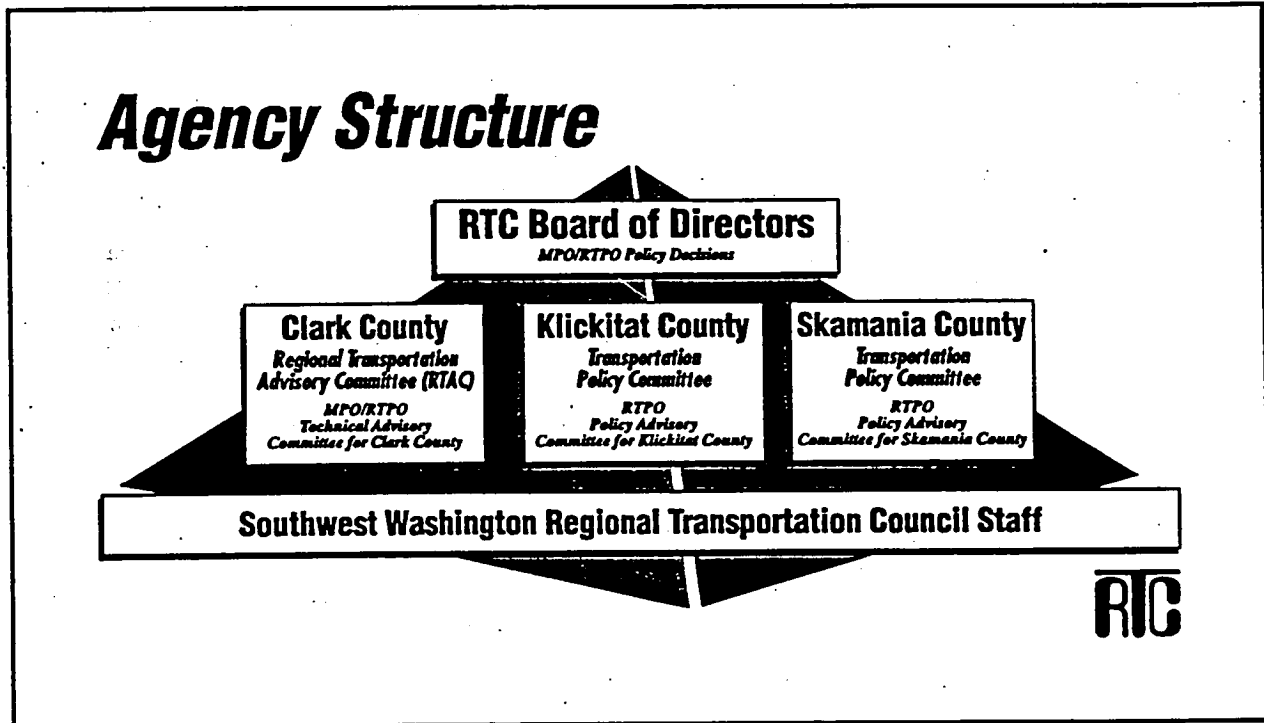 Agency Structure
RTC Board of Directors
MPO/RTPO Policy Decisions
Clark County
Regional Transportation
Advisory Committee (RTAC)
MPO/RTPO
Technical Advisory
Committee for Clark County
Klickitat County
Transportation
Policy Committee
RTPO
Policy Advisory
Committee for Klickitat County
Skamania County
Transportation
Policy Committee
RTPO
Policy Advisory
Committee for Skamania County
Southwest Washington Regional Transportation Council Staff
RTC